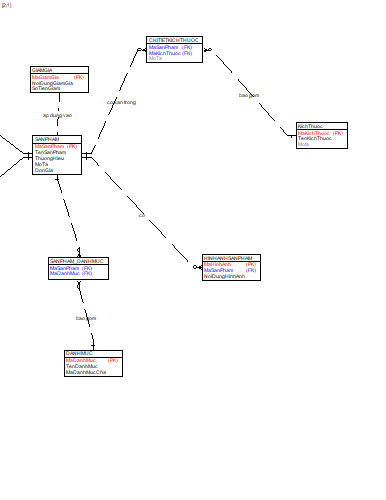 [2,1]
CHITIETKICHTHUOC
MaSanPham (FK)
MaKichThuoc (FK)
MoTa
GIAMGIA
MaGiamGia (PK)
NoiDungGiamGia
SoTienGiam
bao gom
co san trong
ap dung vao
KichThuoc
MaKichThuoc (FK)
TenKichThuoc
Mota
SANPHAM
MaSanPham (PK)
TenSanPham
ThuongHieu
MoTa
DonGia
co
SANPHAM_DANHMUC
MaSanPham (FK)
MaDanhMuc (FK)
HINHANHSANPHAM
MaHinhAnh (PK)
MaSanPham (FK)
NoiDungHinhAnh
bao gom
DANHMUC
MaDanhMuc (PK)
TenDanhMuc
MaDanhMucCha